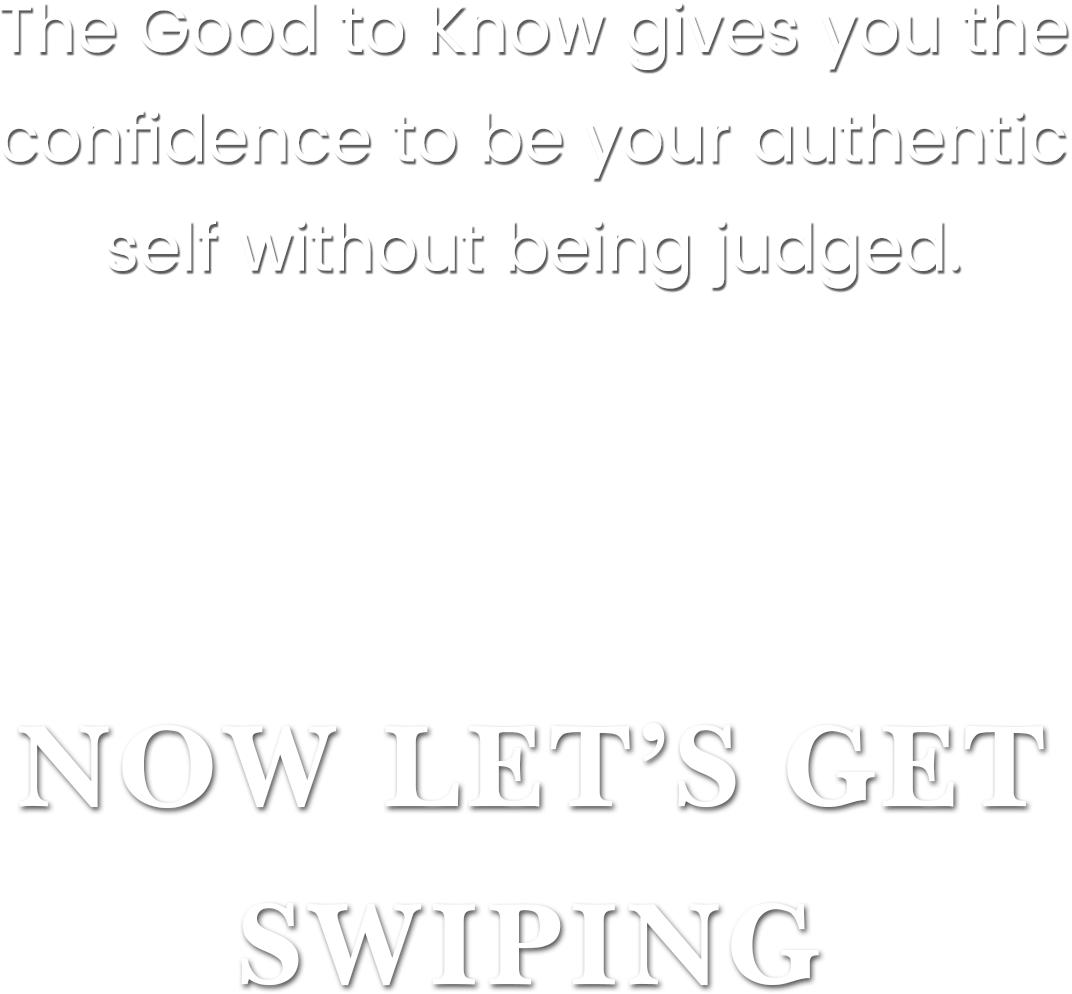 The Good to Know gives you the
confidence to be your authentic
self without being judged.
NOW LET’S GET
SWIPING